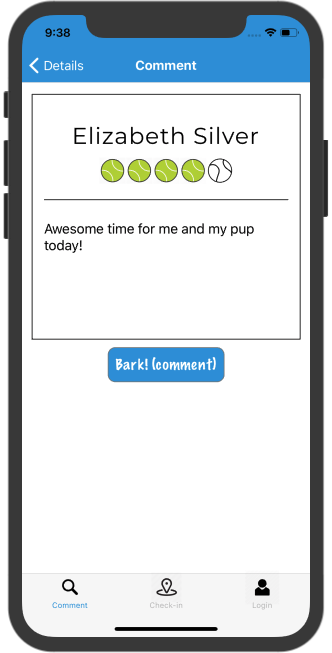 9:38
Details
Comment
Elizabeth Silver
Awesome time for me and my pup
today!
Bark! (comment)
Comment
Check-in
Login